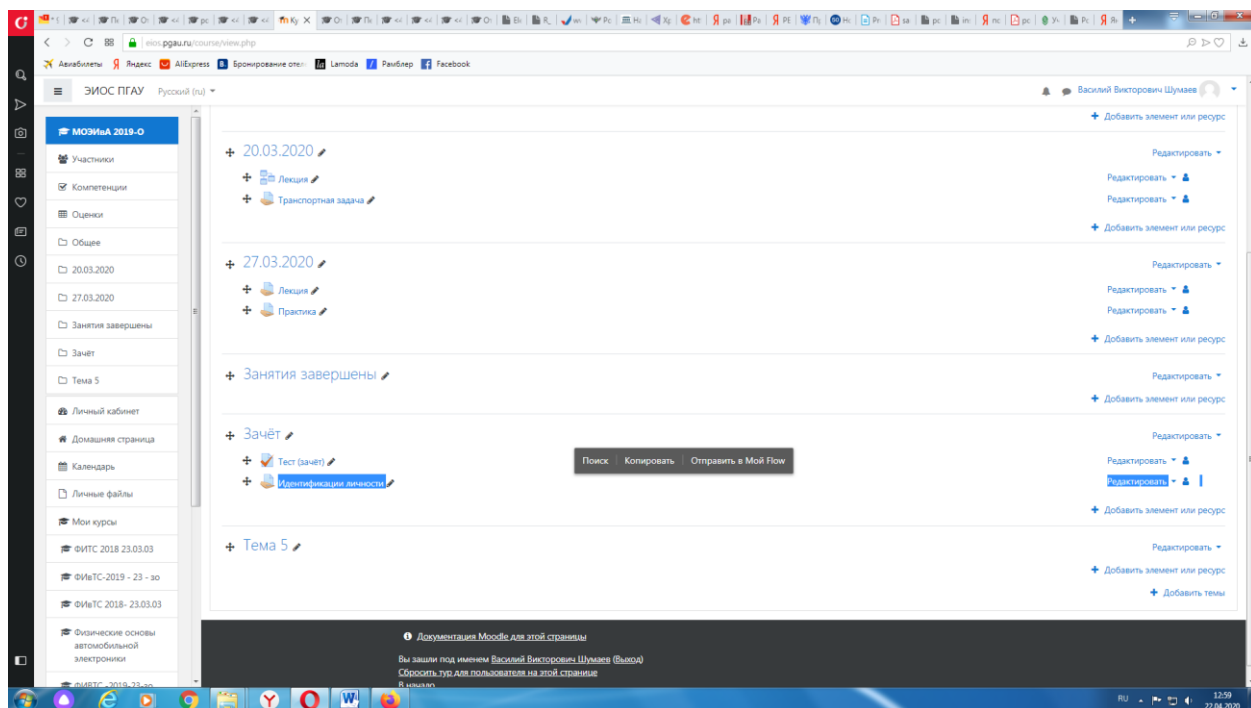 eios.pgau.ru/course/view.php
Авиабилеты Яндекс AliExpress Бронирование отел Lamoda Рамблер Facebook
ЭИОС ПГАУ Русский (ru) Василий Викторович Шумаев
МОЭИвА 2019-О
Участники
Компетенции
Оценки
Общее
20.03.2020
27.03.2020
Занятия завершены
Зачет
Тема 5
Личный кабинет
Домашняя страница
Календарь
Личные файлы
Мои курсы
ФИТС 2018 23.03.03
ФИвТС-2019 - 23 - зо
ФИвТС 2018- 23.03.03
Физические основы
автомобильной
электроники
Добавить элемент или ресурс
20.03.2020 Редактировать
Лекция Редактировать
Транспортная задача Редактировать
Добавить элемент или ресурс
27.03.2020 Редактировать
Лекция Редактировать
Практика Редактировать
Добавить элемент или ресурс
Занятия завершены Редактировать
Добавить элемент или ресурс
Зачёт Редактировать
Поиск Копировать Отправить в Мой Flow
Тест (зачёт) Редактировать
Идентификации личности Редактировать
Добавить элемент или ресурс
Тема 5 Редактировать
Добавить элемент или ресурс
Добавить темы
Документация Moodle для этой страницы
Вы зашли под именем Василий Викторович Шумаев (Выход)
Сбросить тур для пользователя на этой странице
В начало
RU 12:59
22.04.2020